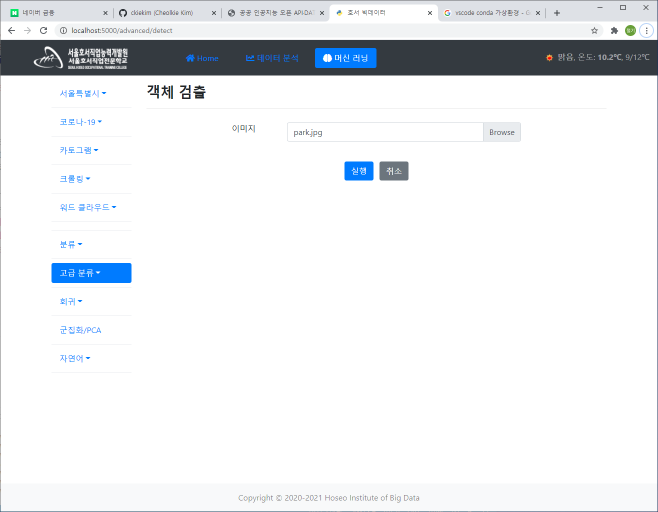 네이버 금융
ckiekim (Cheolkie Kim)
공공 인공지능 오픈 API·DAT
호서 빅데이터
vscode conda 가상환경 - G
localhost:5000/advanced/detect
서울호서직업능력개발원
서울호서직업전문학교
Home
데이터 분석
머신 러닝
맑음, 온도: 10.2℃, 9/12℃
서울특별시
코로나-19
카토그램
크롤링
워드 클라우드
분류
고급 분류
회귀
군집화/PCA
자연어
객체 검출
이미지
park.jpg
Browse
실행
취소
Copyright © 2020-2021 Hoseo Institute of Big Data